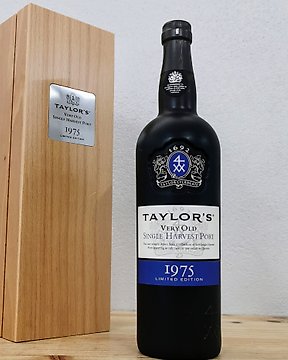 TAYLOR'S
VERY OLD
SINGLE HARVEST PORT
1975
LIMITED EDITION
1692
TAYLOR'S
VERY OLD
SINGLE HARVEST PORT
1975
LIMITED EDITION